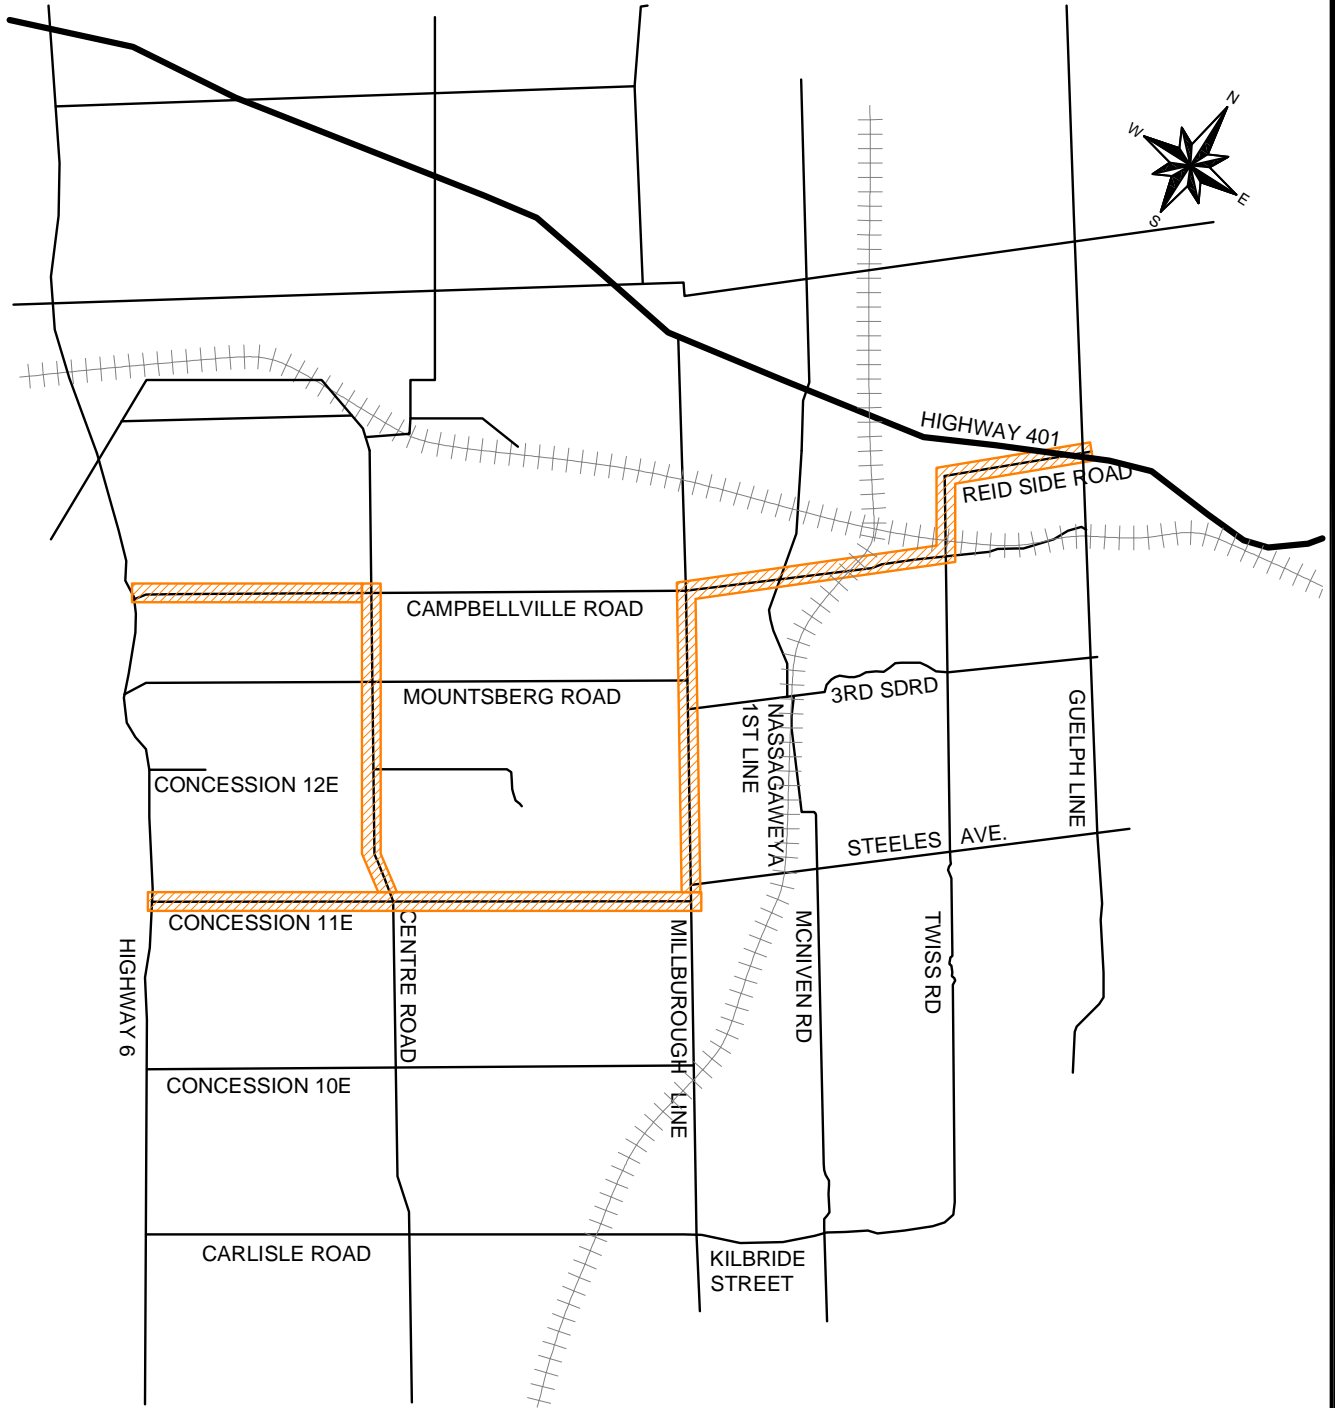 N
W
E
S
HIGHWAY 401
REID SIDE ROAD
CAMPBELLVILLE ROAD
MOUNTSBERG ROAD
3RD SDRD
NASSAGAWEYA
1ST LINE
GUELPH LINE
CONCESSION 12E
STEELES AVE.
CONCESSION 11E
HIGHWAY 6
CENTRE ROAD
MILLBUROUGH LINE
MCNIVEN RD
TWISS RD
CONCESSION 10E
CARLISLE ROAD
KILBRIDE
STREET